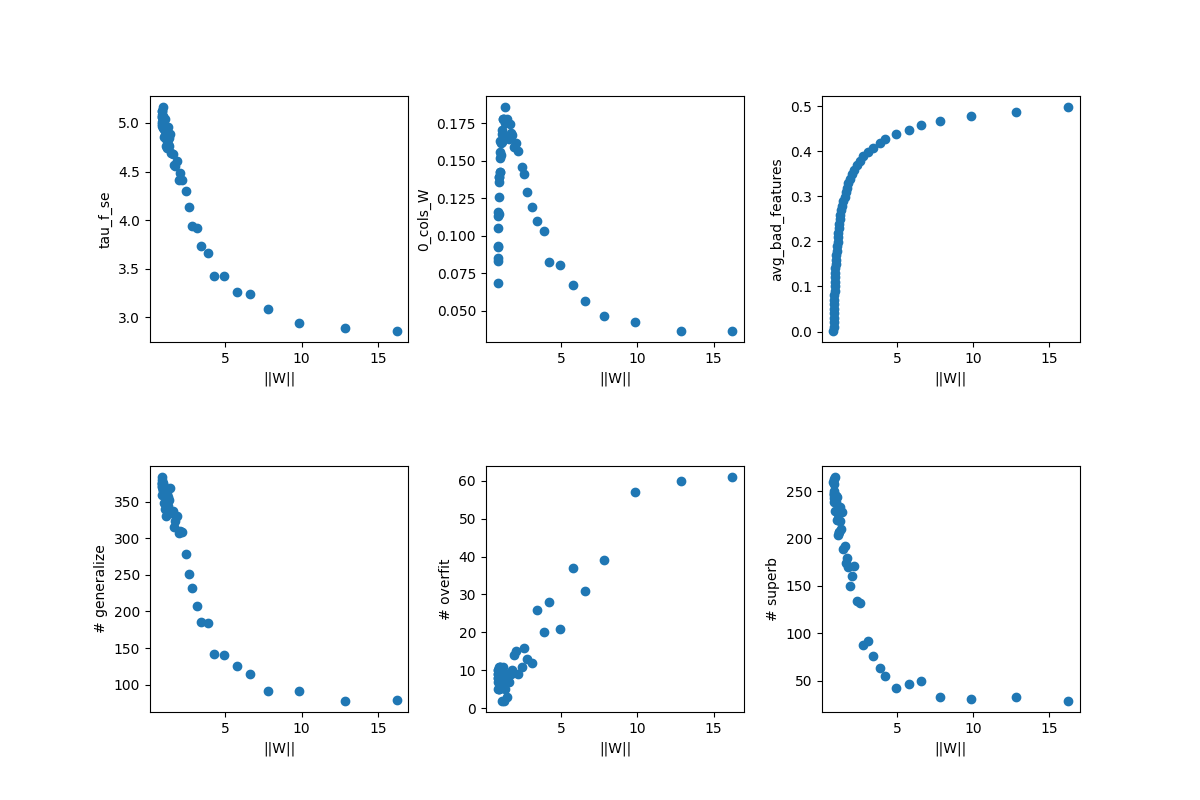 tau_f_se
5.0
4.5
4.0
3.5
3.0
5 10 15
||W||
0_cols_W
0.175
0.150
0.125
0.100
0.075
0.050
5 10 15
||W||
avg_bad_features
0.5
0.4
0.3
0.2
0.1
0.0
5 10 15
||W||
# generalize
350
300
250
200
150
100
5 10 15
||W||
# overfit
60
50
40
30
20
10
0
5 10 15
||W||
# superb
250
200
150
100
50
5 10 15
||W||